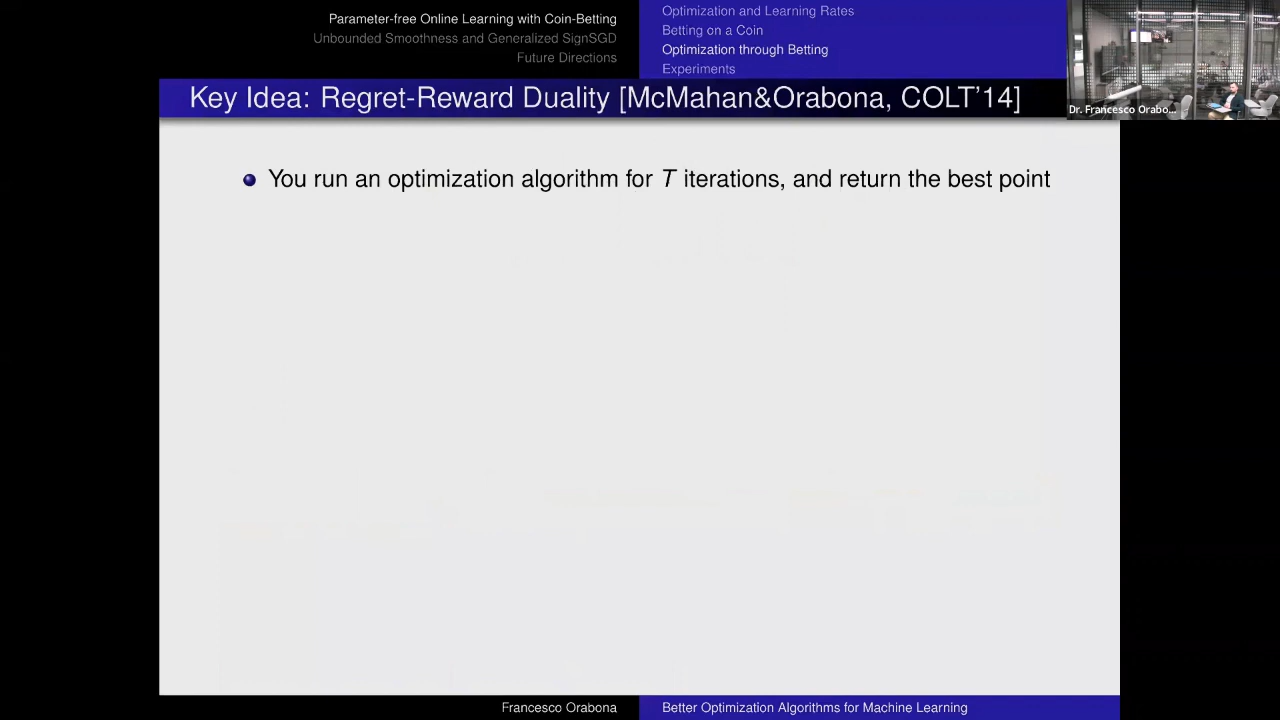 Parameter-free Online Learning with Coin-Betting
Unbounded Smoothness and Generalized SignSGD
Future Directions
Optimization and Learning Rates
Betting on a Coin
Optimization through Betting
Experiments
Dr. Francesco Orabo...
Key Idea: Regret-Reward Duality [McMahan&Orabona, COLT'14]
You run an optimization algorithm for T iterations, and return the best point
Francesco Orabona
Better Optimization Algorithms for Machine Learning